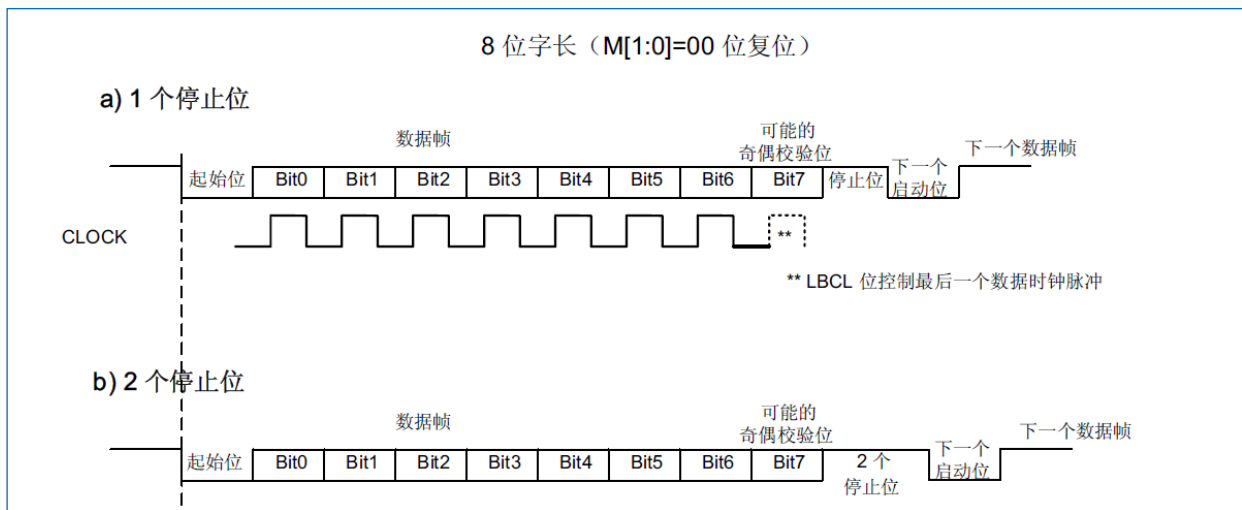 8 位字长（M[1:0]=00 位复位）
a) 1 个停止位
数据帧
可能的
奇偶校验位
下一个数据帧
起始位 Bit0 Bit1 Bit2 Bit3 Bit4 Bit5 Bit6 Bit7 停止位 下一个
启动位
CLOCK
**
** LBCL 位控制最后一个数据时钟脉冲
b) 2 个停止位
数据帧
可能的
奇偶校验位
下一个数据帧
起始位 Bit0 Bit1 Bit2 Bit3 Bit4 Bit5 Bit6 Bit7 2 个
停止位
下一个
启动位